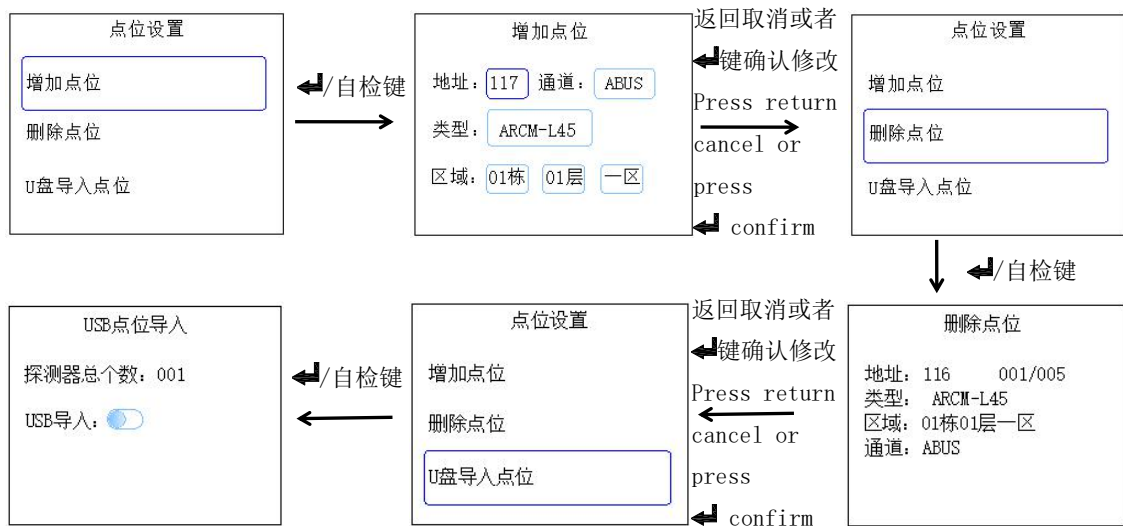 点位设置
增加点位
删除点位
U盘导入点位
↵/自检键
增加点位
地址：117 通道：ABUS
类型：ARCM-L45
区域：01栋 01层 一区
返回取消或者
↵键确认修改
Press return
cancel or
press
↵ confirm
点位设置
增加点位
删除点位
U盘导入点位
↵/自检键
删除点位
地址：116 001/005
类型：ARCM-L45
区域：01栋01层一区
通道：ABUS
返回取消或者
↵键确认修改
Press return
cancel or
press
↵ confirm
点位设置
增加点位
删除点位
U盘导入点位
↵/自检键
USB点位导入
探测器总个数：001
USB导入：